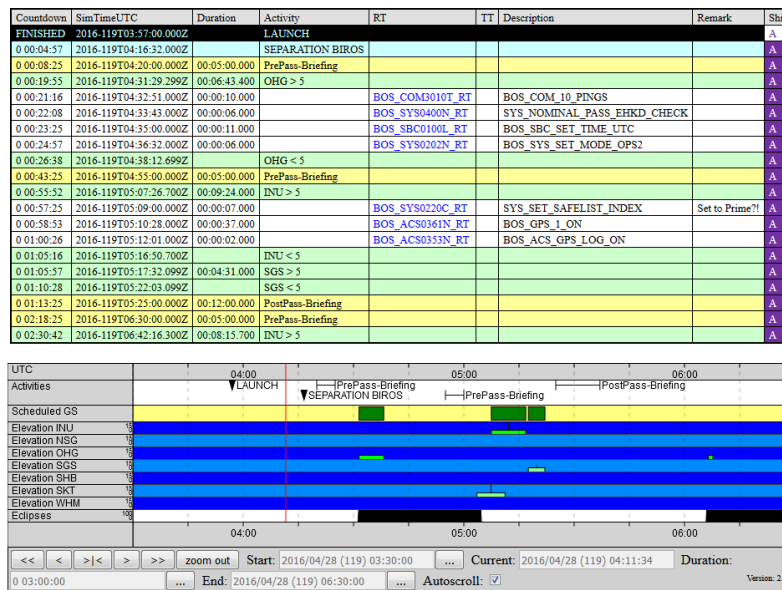 Countdown SimTimeUTC Duration Activity RT TT Description Remark Shi
FINISHED 2016-119T03:57:00.000Z LAUNCH A
0 00:04:57 2016-119T04:16:32.000Z SEPARATION BIROS A
0 00:08:25 2016-119T04:20:00.000Z 00:05:00.000 PrePass-Briefing A
0 00:19:55 2016-119T04:31:29.299Z 00:06:43.400 OHG > 5 A
0 00:21:16 2016-119T04:32:51.000Z 00:00:10.000 BOS_COM3010T_RT BOS_COM_10_PINGS A
0 00:22:08 2016-119T04:33:43.000Z 00:00:06.000 BOS_SYS0400N_RT SYS_NOMINAL_PASS_EHKD_CHECK A
0 00:23:25 2016-119T04:35:00.000Z 00:00:11.000 BOS_SBC0100L_RT BOS_SBC_SET_TIME_UTC A
0 00:24:57 2016-119T04:36:32.000Z 00:00:06.000 BOS_SYS0202N_RT BOS_SYS_SET_MODE_OPS2 A
0 00:26:38 2016-119T04:38:12.699Z OHG < 5 A
0 00:43:25 2016-119T04:55:00.000Z 00:05:00.000 PrePass-Briefing A
0 00:55:52 2016-119T05:07:26.700Z 00:09:24.000 INU > 5 A
0 00:57:25 2016-119T05:09:00.000Z 00:00:07.000 BOS_SYS0220C_RT SYS_SET_SAFELIST_INDEX Set to Prime?! A
0 00:58:53 2016-119T05:10:28.000Z 00:00:37.000 BOS_ACS0361N_RT BOS_GPS_1_ON A
0 01:00:26 2016-119T05:12:01.000Z 00:00:02.000 BOS_ACS0353N_RT BOS_ACS_GPS_LOG_ON A
0 01:05:16 2016-119T05:16:50.700Z INU < 5 A
0 01:05:57 2016-119T05:17:32.099Z 00:04:31.000 SGS > 5 A
0 01:10:28 2016-119T05:22:03.099Z SGS < 5 A
0 01:13:25 2016-119T05:25:00.000Z 00:12:00.000 PostPass-Briefing A
0 02:18:25 2016-119T06:30:00.000Z 00:05:00.000 PrePass-Briefing A
0 02:30:42 2016-119T06:42:16.300Z 00:08:15.700 INU > 5 A
UTC 04:00 05:00 06:00
Activities LAUNCH PrePass-Briefing PostPass-Briefing
SEPARATION BIROS PrePass-Briefing
Scheduled GS
Elevation INU
Elevation NSG
Elevation OHG
Elevation SGS
Elevation SHB
Elevation SKT
Elevation WHM
Eclipses
04:00 05:00 06:00
<< < >|< > >> zoom out Start: 2016/04/28 (119) 03:30:00 ... Current: 2016/04/28 (119) 04:11:34 Duration:
0 03:00:00 ... End: 2016/04/28 (119) 06:30:00 ... Autoscroll: Version: 2.